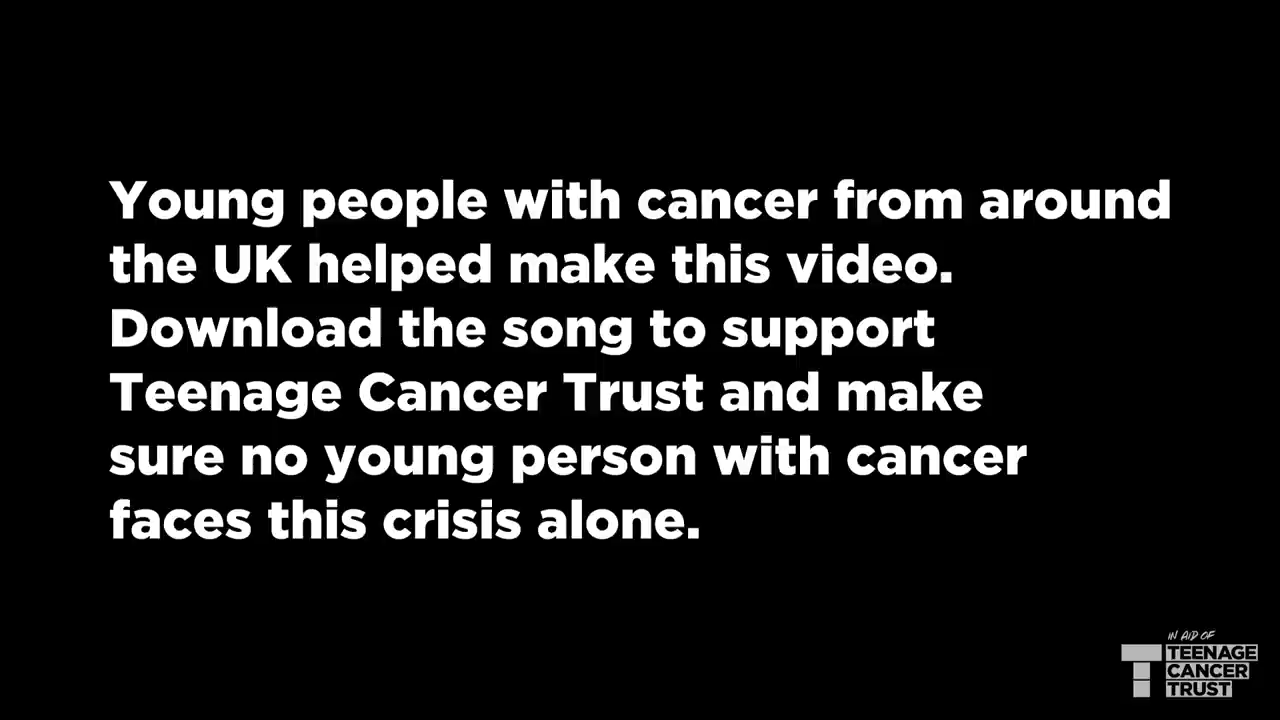 Young people with cancer from around
the UK helped make this video.
Download the song to support
Teenage Cancer Trust and make
sure no young person with cancer
faces this crisis alone.
IN AID OF
TEENAGE
CANCER
TRUST